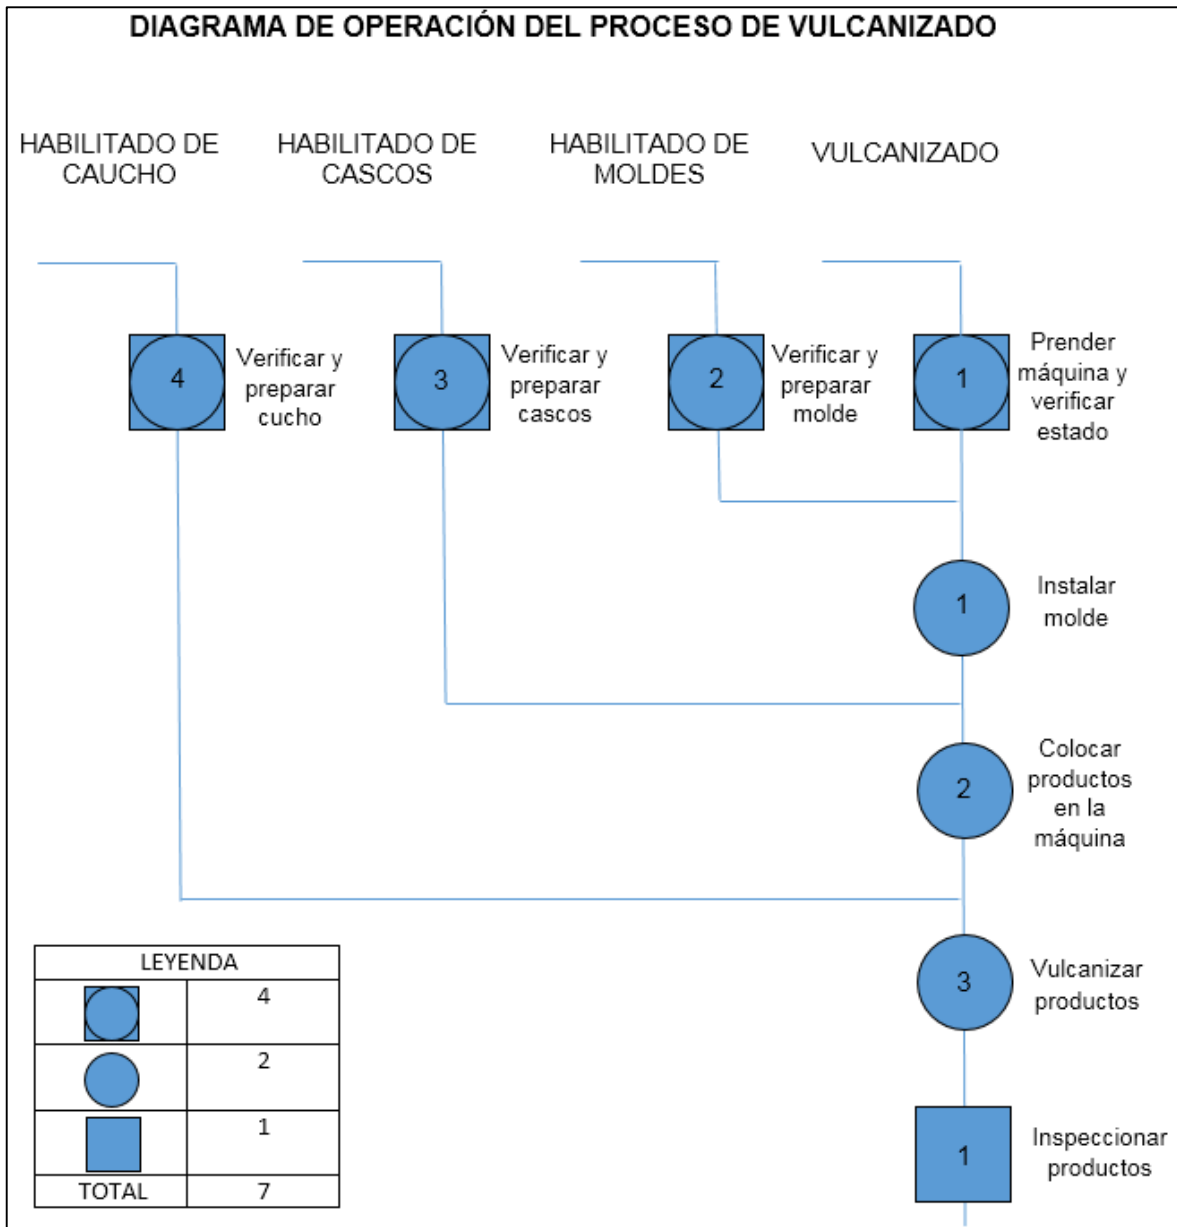 DIAGRAMA DE OPERACIÓN DEL PROCESO DE VULCANIZADO
HABILITADO DE
CAUCHO
HABILITADO DE
CASCOS
HABILITADO DE
MOLDES
VULCANIZADO
4
Verificar y
preparar
cucho
3
Verificar y
preparar
cascos
2
Verificar y
preparar
molde
1
Prender
máquina y
verificar
estado
1
Instalar
molde
2
Colocar
productos
en la
máquina
3
Vulcanizar
productos
1
Inspeccionar
productos
LEYENDA
4
2
1
TOTAL 7